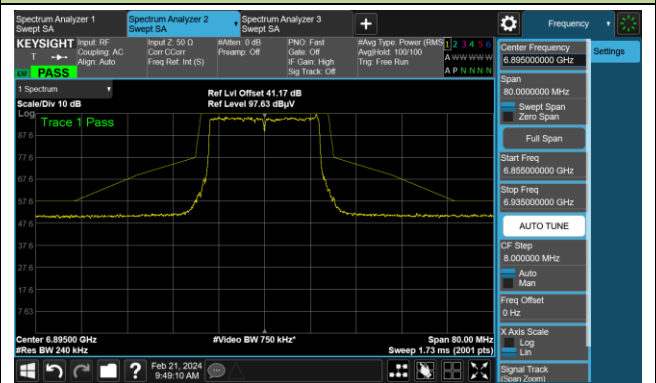 Spectrum Analyzer 1
Swept SA
Spectrum Analyzer 2
Swept SA
Spectrum Analyzer 3
Swept SA
+
Frequency
KEYSIGHT
T
PASS
Input: RF
Coupling: AC
Align: Auto
Input Z: 50 Ω
Corr CCorr
Freq Ref: Int (S)
#Atten: 0 dB
Preamp: Off
PNO: Fast
Gate: Off
IF Gain: High
Sig Track: Off
#Avg Type: Power (RMS
Avg|Hold: 100/100
Trig: Free Run
1 2 3 4 5 6
A W W W W W
A P N N N N
Center Frequency
6.895000000 GHz
Settings
Span
80.0000000 MHz
Swept Span
Zero Span
Full Span
Start Freq
6.855000000 GHz
Stop Freq
6.935000000 GHz
AUTO TUNE
CF Step
8.000000 MHz
Auto
Man
Freq Offset
0 Hz
X Axis Scale
Log
Lin
Signal Track
(Span Zoom)
1 Spectrum
Scale/Div 10 dB
Ref Lvl Offset 41.17 dB
Ref Level 97.63 dBµV
Log
Trace 1 Pass
87.6
77.6
67.6
57.6
47.6
37.6
27.6
17.6
7.63
Center 6.89500 GHz
#Video BW 750 kHz*
Span 80.00 MHz
#Res BW 240 kHz
Sweep 1.73 ms (2001 pts)
?
Feb 21, 2024
9:49:10 AM